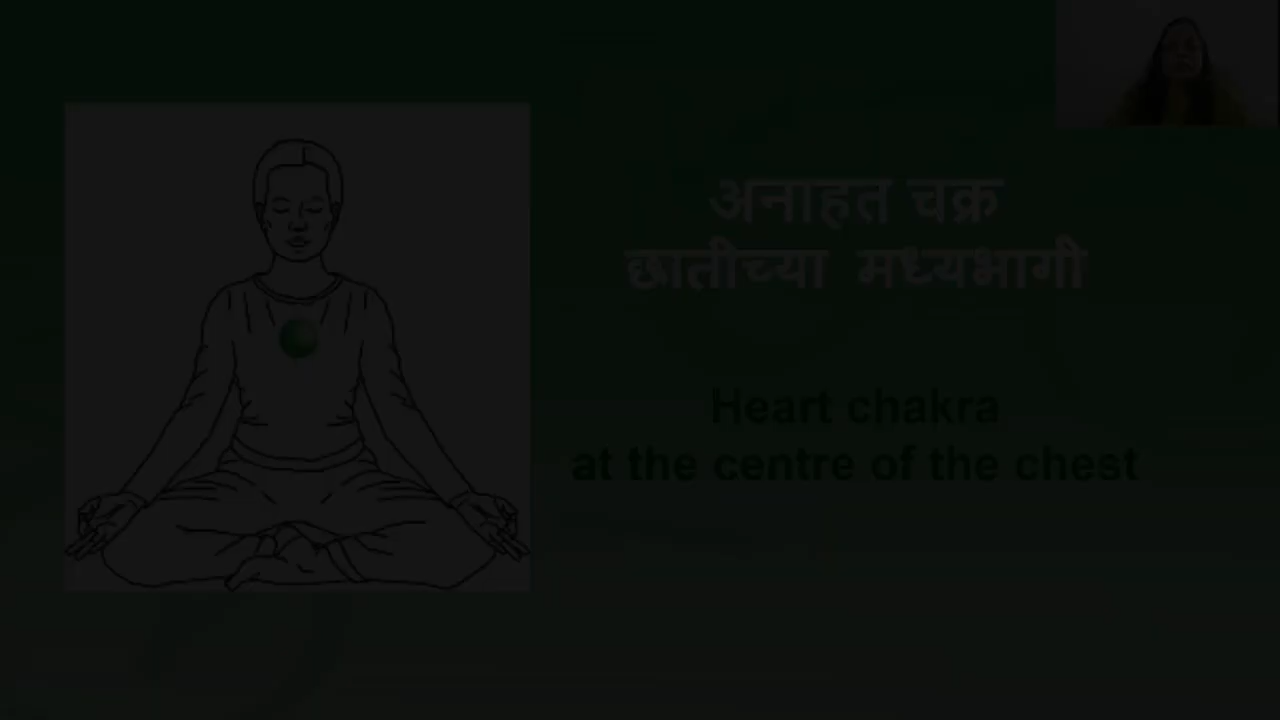 अनाहत चक्र
छातीच्या मध्यभागी
Heart chakra
at the centre of the chest